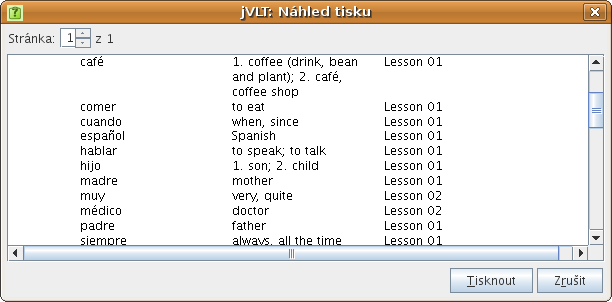 jVLT: Náhled tisku
Stránka: 1 z 1
café 1. coffee (drink, bean Lesson 01
and plant); 2. café,
coffee shop
comer to eat Lesson 01
cuando when, since Lesson 01
español Spanish Lesson 01
hablar to speak; to talk Lesson 01
hijo 1. son; 2. child Lesson 01
madre mother Lesson 01
muy very, quite Lesson 02
médico doctor Lesson 02
padre father Lesson 01
siempre always, all the time Lesson 01
Tisknout Zrušit